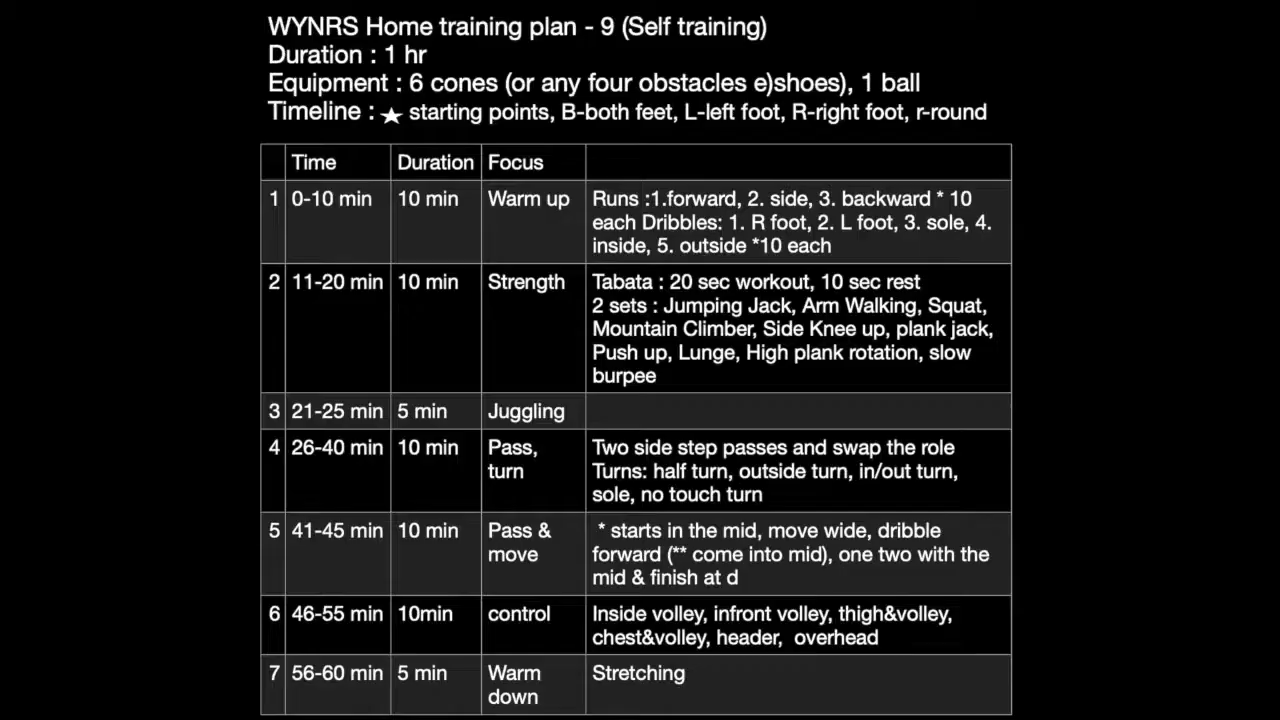 WYNRS Home training plan - 9 (Self training)
Duration : 1 hr
Equipment : 6 cones (or any four obstacles e)shoes), 1 ball
Timeline : ★ starting points, B-both feet, L-left foot, R-right foot, r-round
Time Duration Focus
1 0-10 min 10 min Warm up Runs :1.forward, 2. side, 3. backward * 10
each Dribbles: 1. R foot, 2. L foot, 3. sole, 4.
inside, 5. outside *10 each
2 11-20 min 10 min Strength Tabata : 20 sec workout, 10 sec rest
2 sets : Jumping Jack, Arm Walking, Squat,
Mountain Climber, Side Knee up, plank jack,
Push up, Lunge, High plank rotation, slow
burpee
3 21-25 min 5 min Juggling
4 26-40 min 10 min Pass, Two side step passes and swap the role
turn Turns: half turn, outside turn, in/out turn,
sole, no touch turn
5 41-45 min 10 min Pass & * starts in the mid, move wide, dribble
move forward (** come into mid), one two with the
mid & finish at d
6 46-55 min 10min control Inside volley, infront volley, thigh&volley,
chest&volley, header, overhead
7 56-60 min 5 min Warm Stretching
down